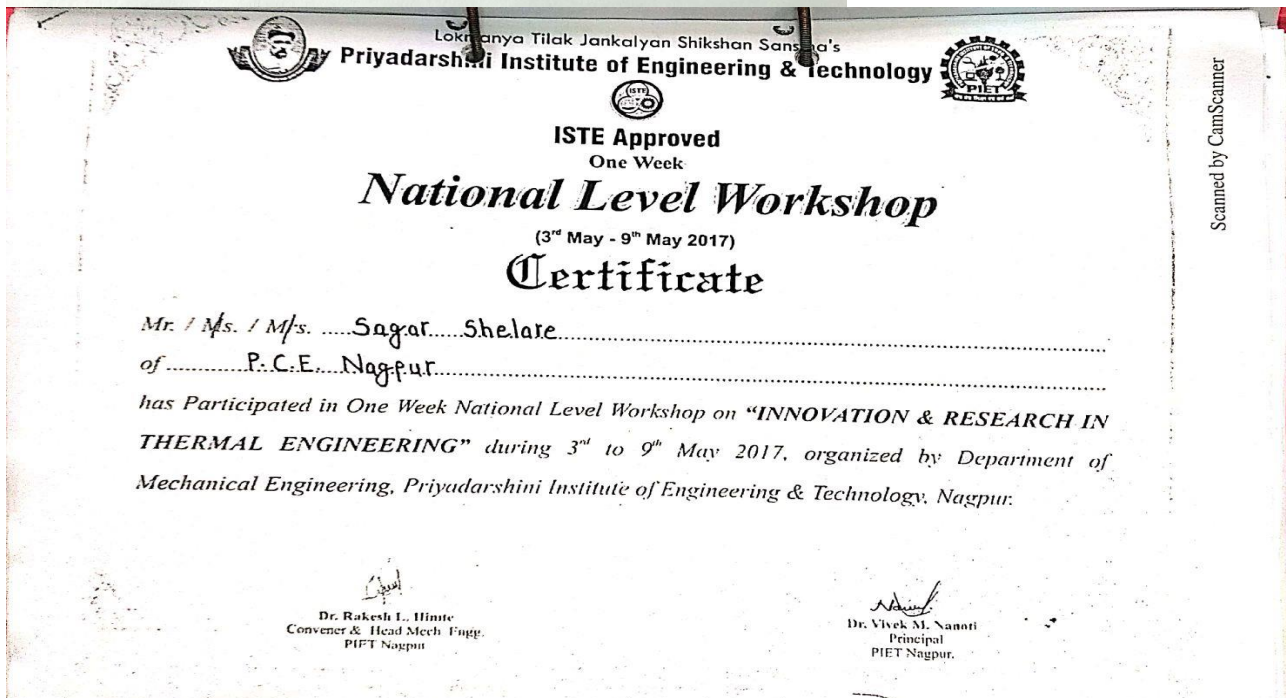 Lokmanya Tilak Jankalyan Shikshan Sanstha's
Priyadarshini Institute of Engineering & Technology
ISTE
PIET
ISTE Approved
One Week
National Level Workshop
(3rd May - 9th May 2017)
Certificate
Mr. / Ms. / M/s. .....Sagar.....Shelare.....
of ..........P.C.E. Nagpur.....
has Participated in One Week National Level Workshop on “INNOVATION & RESEARCH IN
THERMAL ENGINEERING” during 3rd to 9th May 2017, organized by Department of
Mechanical Engineering, Priyadarshini Institute of Engineering & Technology, Nagpur.
Dr. Rakesh L. Himte
Convener & Head Mech Engg.
PIET Nagpur
Dr. Vivek M. Nanoti
Principal
PIET Nagpur.
Scanned by CamScanner